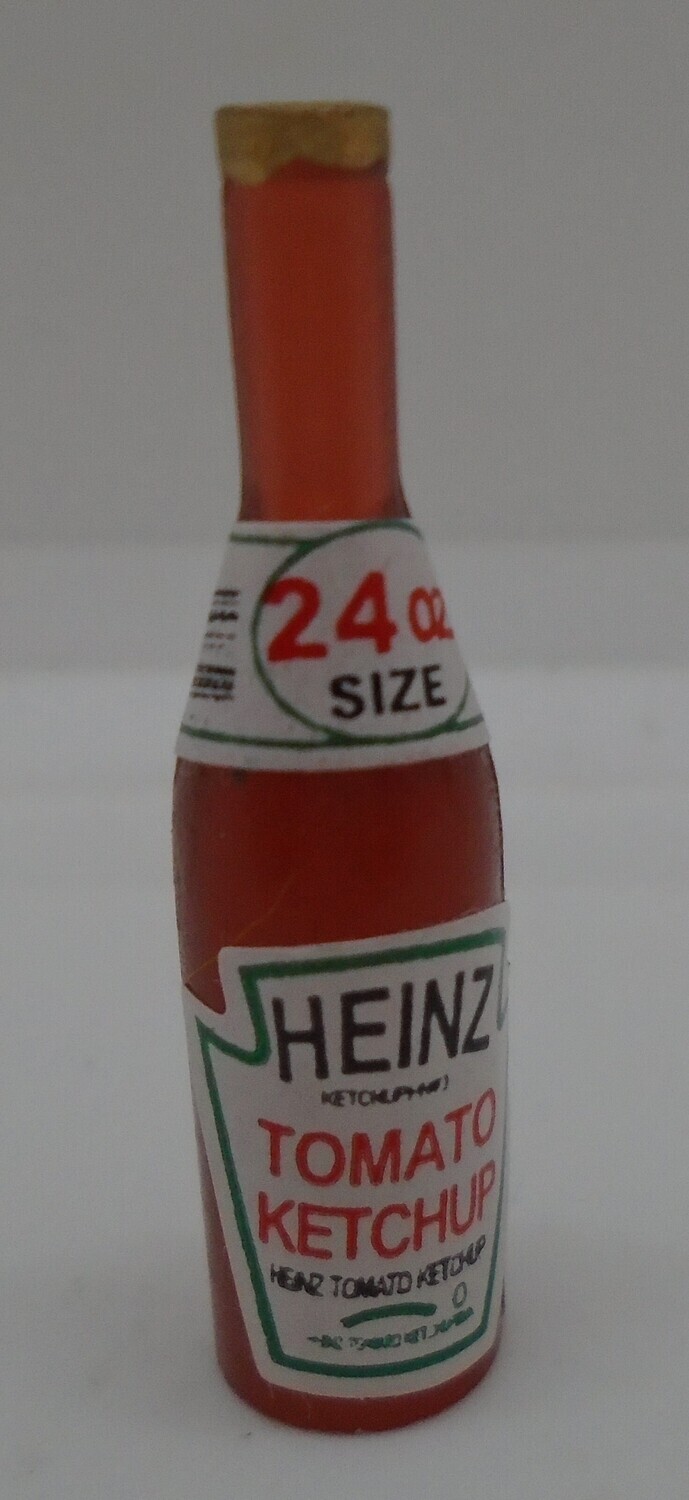 24 OZ
SIZE
HEINZ
TOMATO
KETCHUP
HEINZ TOMATO KETCHUP